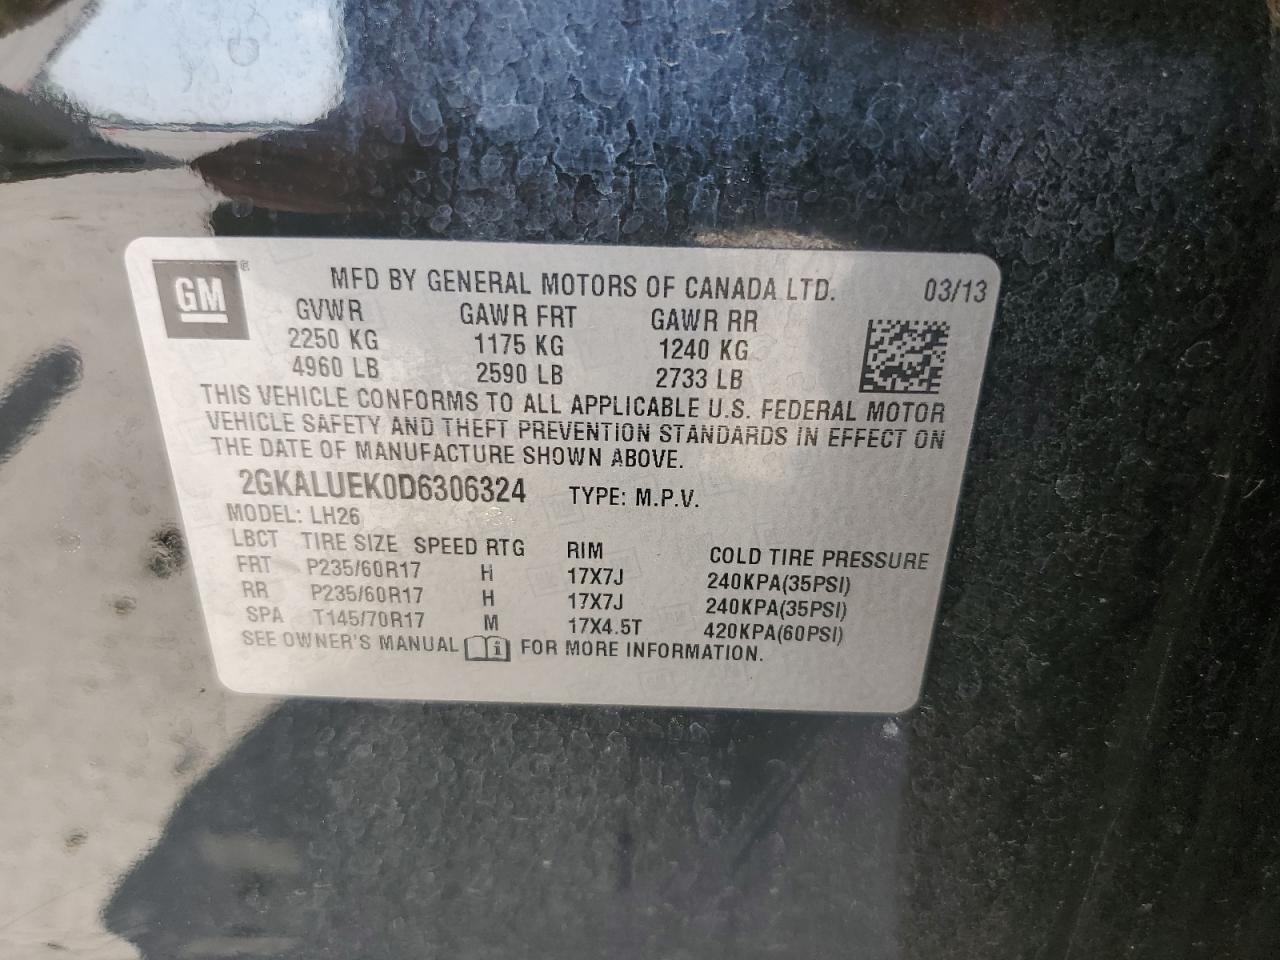 GM®
MFD BY GENERAL MOTORS OF CANADA LTD. 03/13
GVWR GAWR FRT GAWR RR
2250 KG 1175 KG 1240 KG
4960 LB 2590 LB 2733 LB
THIS VEHICLE CONFORMS TO ALL APPLICABLE U.S. FEDERAL MOTOR
VEHICLE SAFETY AND THEFT PREVENTION STANDARDS IN EFFECT ON
THE DATE OF MANUFACTURE SHOWN ABOVE.
2GKALUEK0D6306324 TYPE: M.P.V.
MODEL: LH26
LBCT TIRE SIZE SPEED RTG RIM COLD TIRE PRESSURE
FRT P235/60R17 H 17X7J 240KPA(35PSI)
RR P235/60R17 H 17X7J 240KPA(35PSI)
SPA T145/70R17 M 17X4.5T 420KPA(60PSI)
SEE OWNER'S MANUAL i FOR MORE INFORMATION.